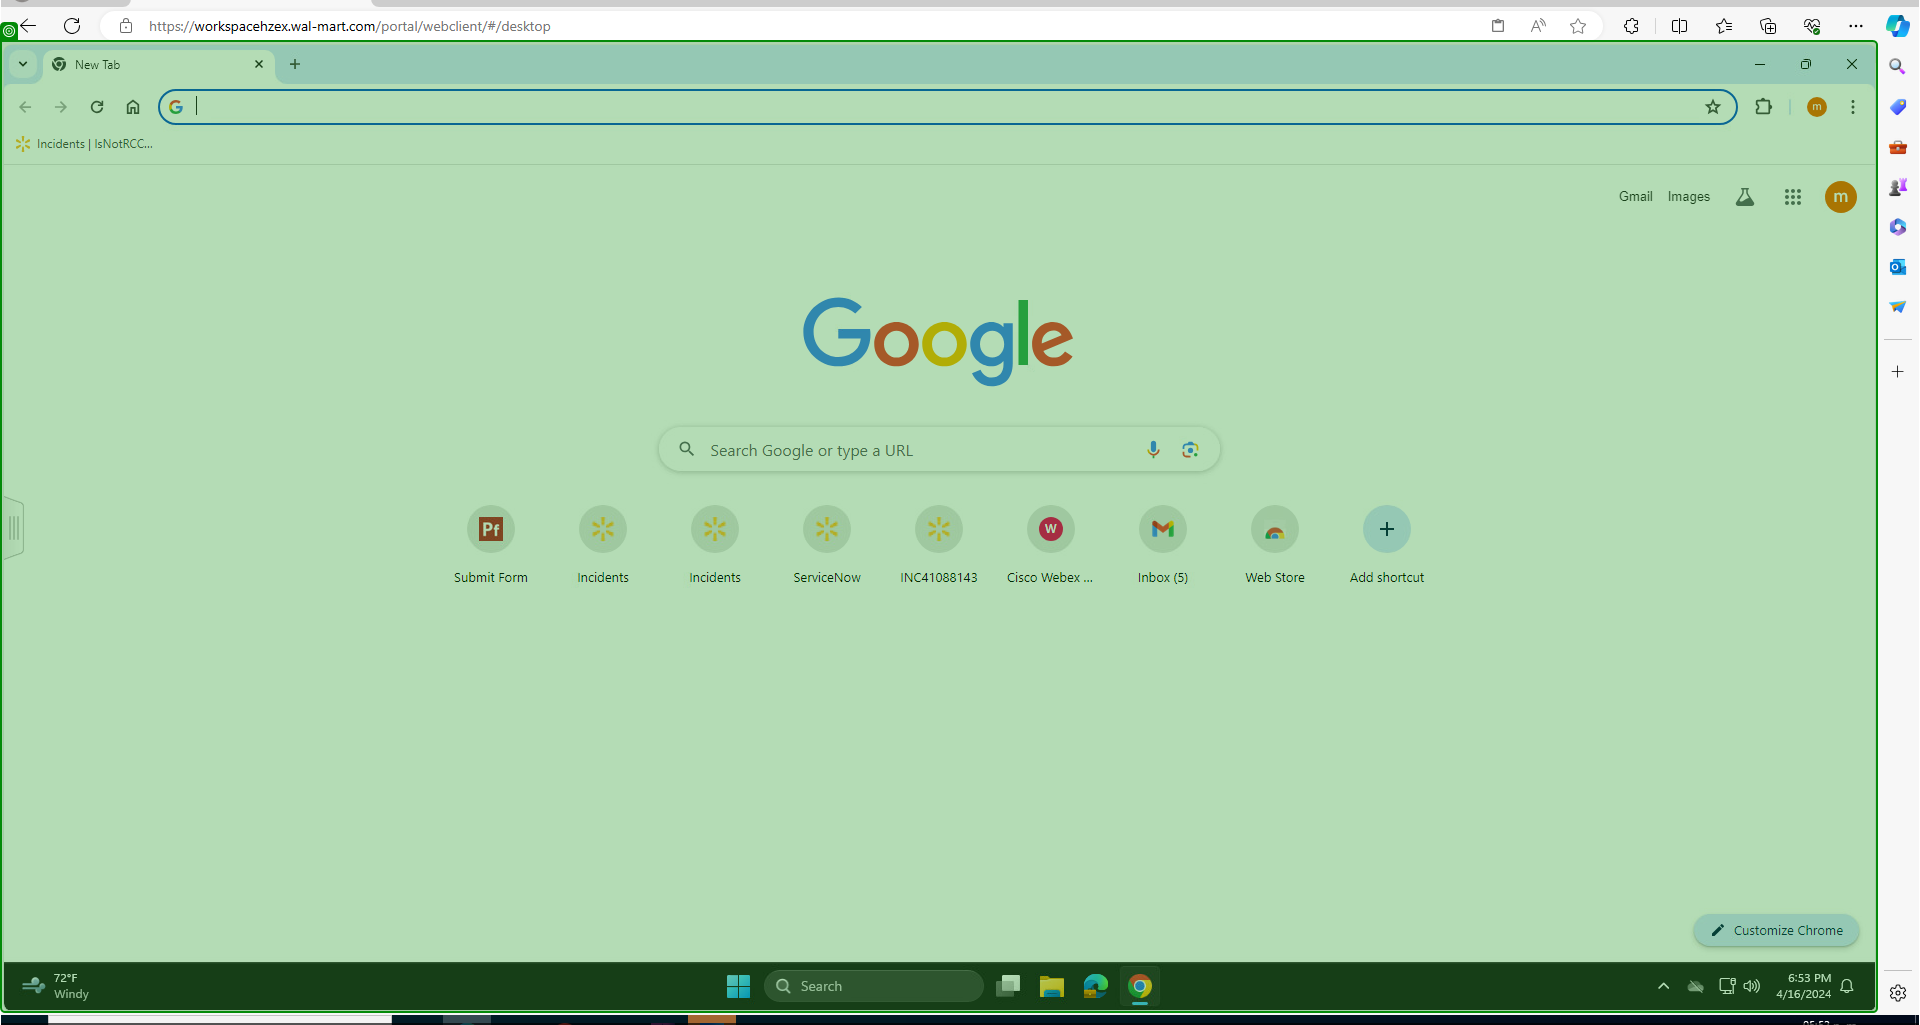 https://workspacehzex.wal-mart.com/portal/webclient/#/desktop
New Tab
Incidents | IsNotRCC...
Gmail Images
m
m
Google
Search Google or type a URL
Pf
W
Submit Form
Incidents
Incidents
ServiceNow
INC41088143
Cisco Webex ...
Inbox (5)
Web Store
Add shortcut
Customize Chrome
72°F
Windy
Search
6:53 PM
4/16/2024